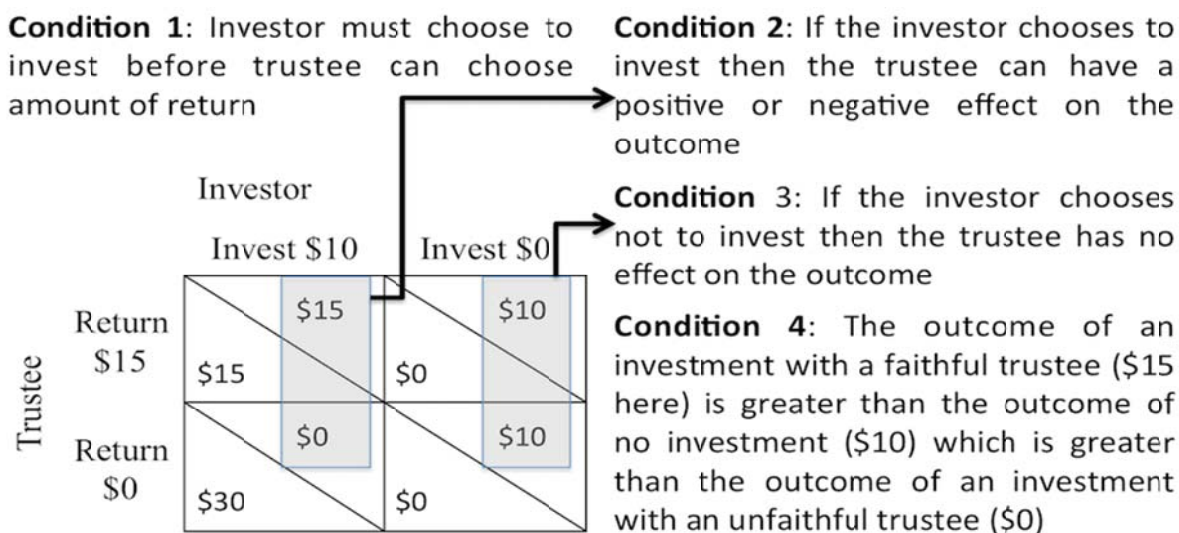 Condition 1: Investor must choose to
invest before trustee can choose
amount of return
Condition 2: If the investor chooses to
invest then the trustee can have a
positive or negative effect on the
outcome
Condition 3: If the investor chooses
not to invest then the trustee has no
effect on the outcome
Condition 4: The outcome of an
investment with a faithful trustee ($15
here) is greater than the outcome of
no investment ($10) which is greater
than the outcome of an investment
with an unfaithful trustee ($0)
Investor
Invest $10 Invest $0
Trustee
Return
$15
$15 $10
$15 $0
Return
$0
$0 $10
$30 $0